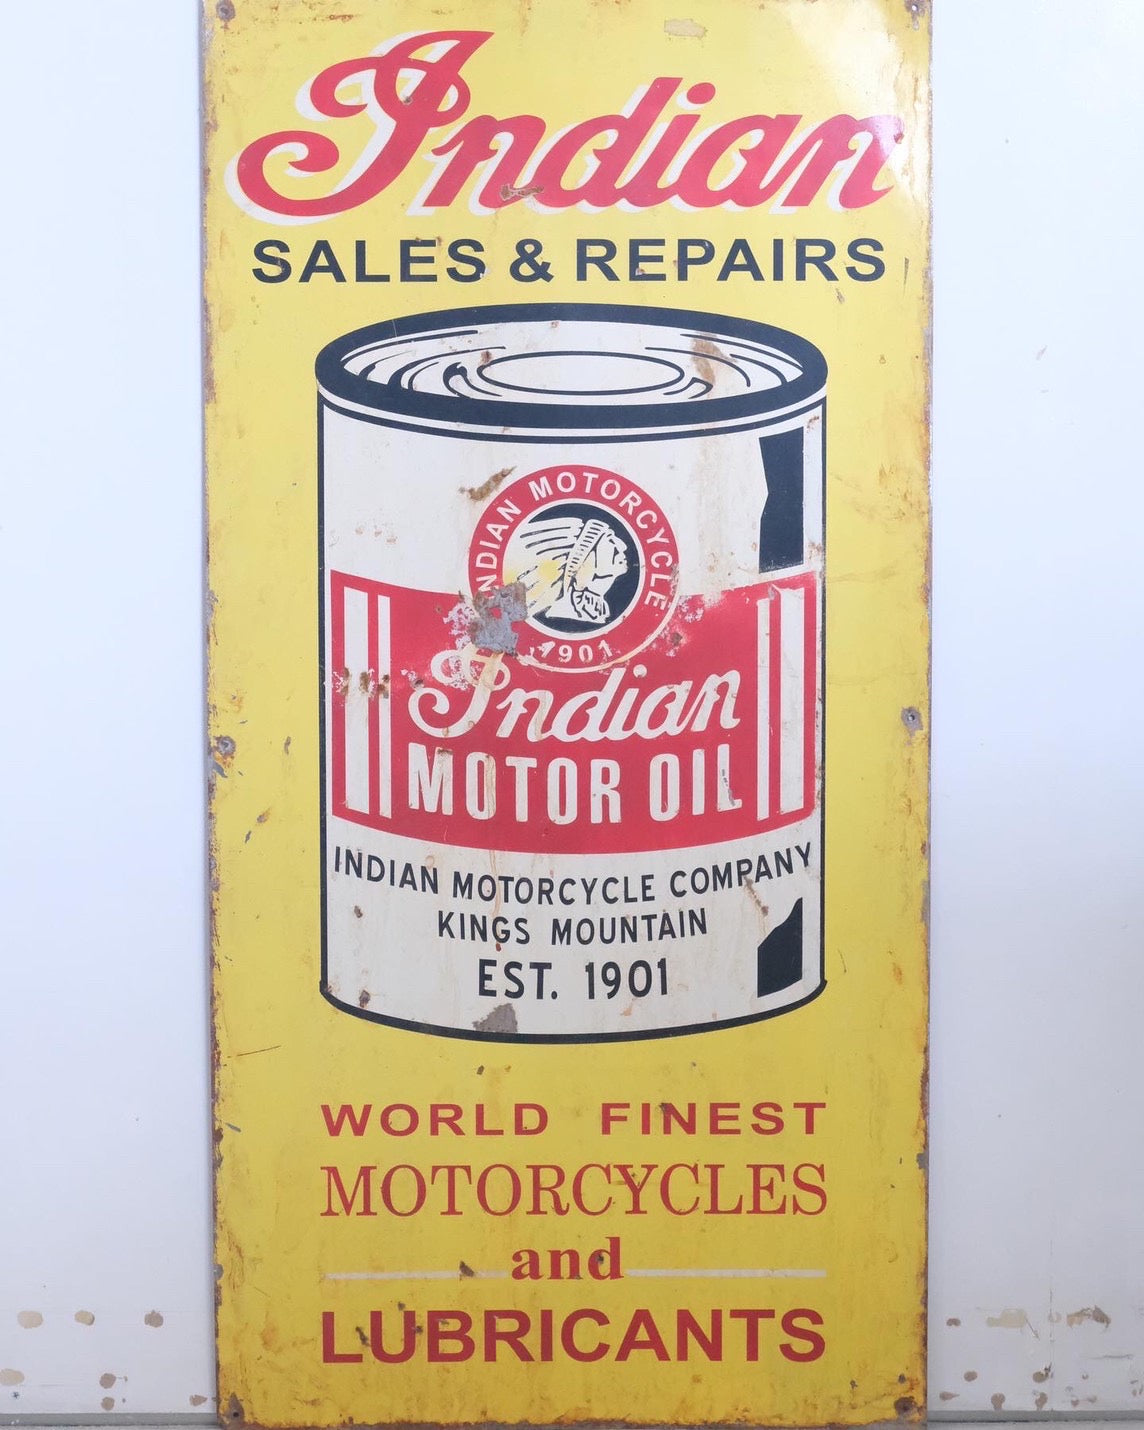 Indian
SALES & REPAIRS
INDIAN MOTORCYCLE
1901
Indian
MOTOR OIL
INDIAN MOTORCYCLE COMPANY
KINGS MOUNTAIN
EST. 1901
WORLD FINEST
MOTORCYCLES
and
LUBRICANTS